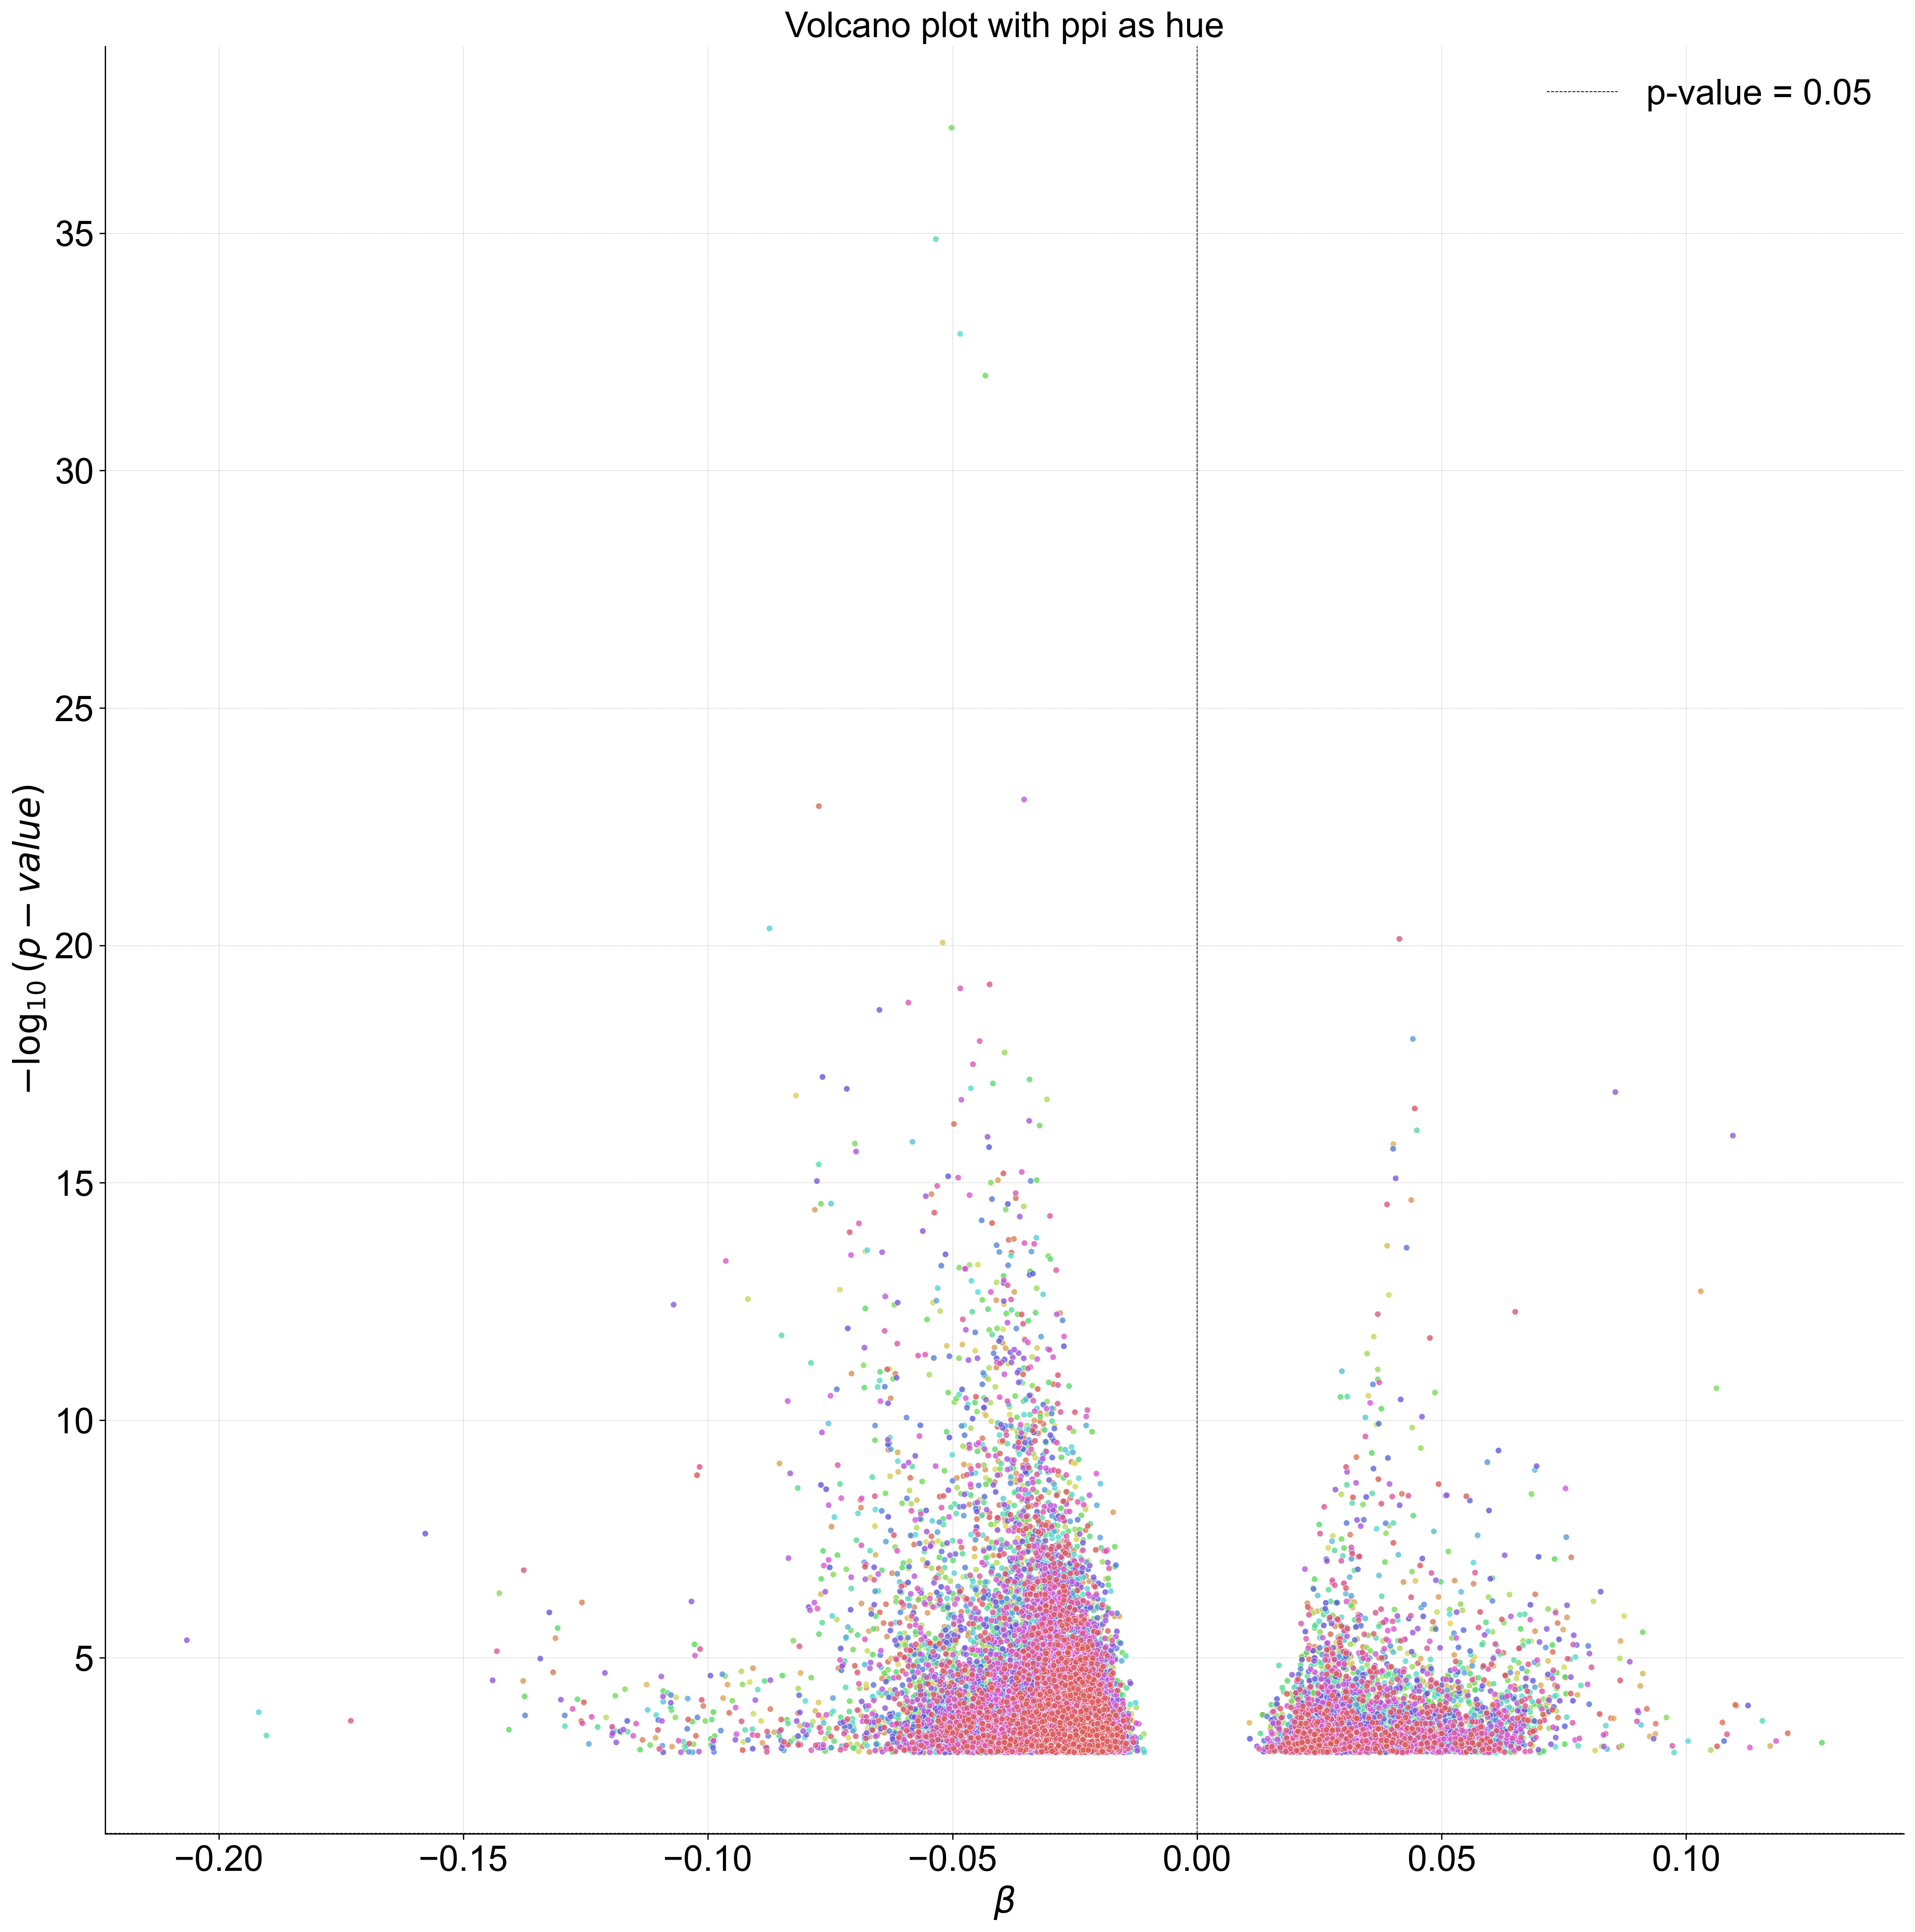 Volcano plot with ppi as hue
p-value = 0.05
35
30
25
20
15
10
5
−log₁₀(p − value)
−0.20 −0.15 −0.10 −0.05 0.00 0.05 0.10
β